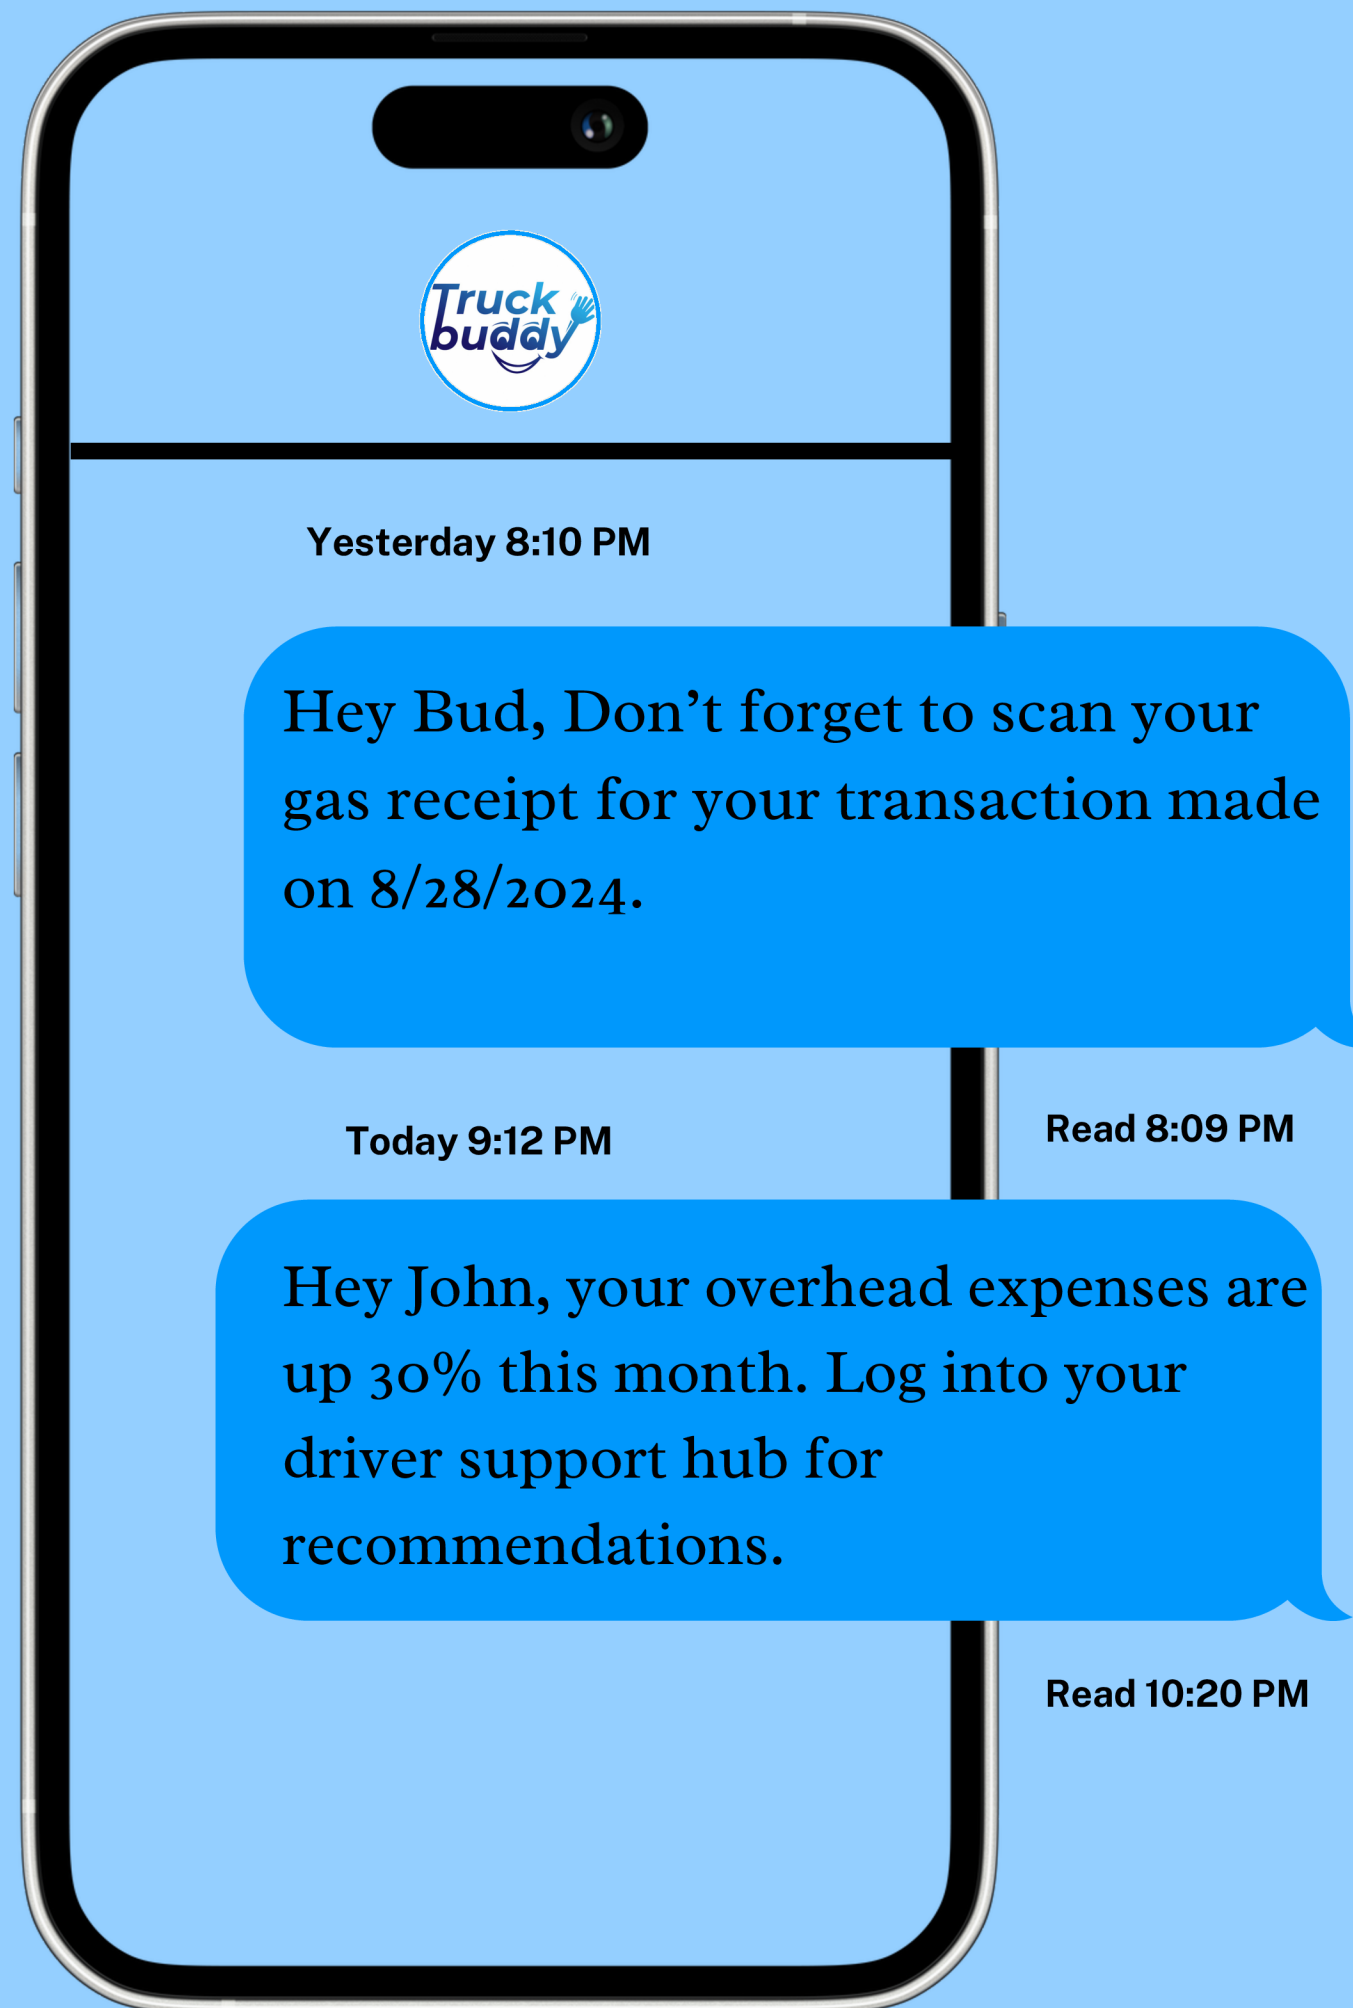 Truck
buddy
Yesterday 8:10 PM
Hey Bud, Don’t forget to scan your
gas receipt for your transaction made
on 8/28/2024.
Read 8:09 PM
Today 9:12 PM
Hey John, your overhead expenses are
up 30% this month. Log into your
driver support hub for
recommendations.
Read 10:20 PM